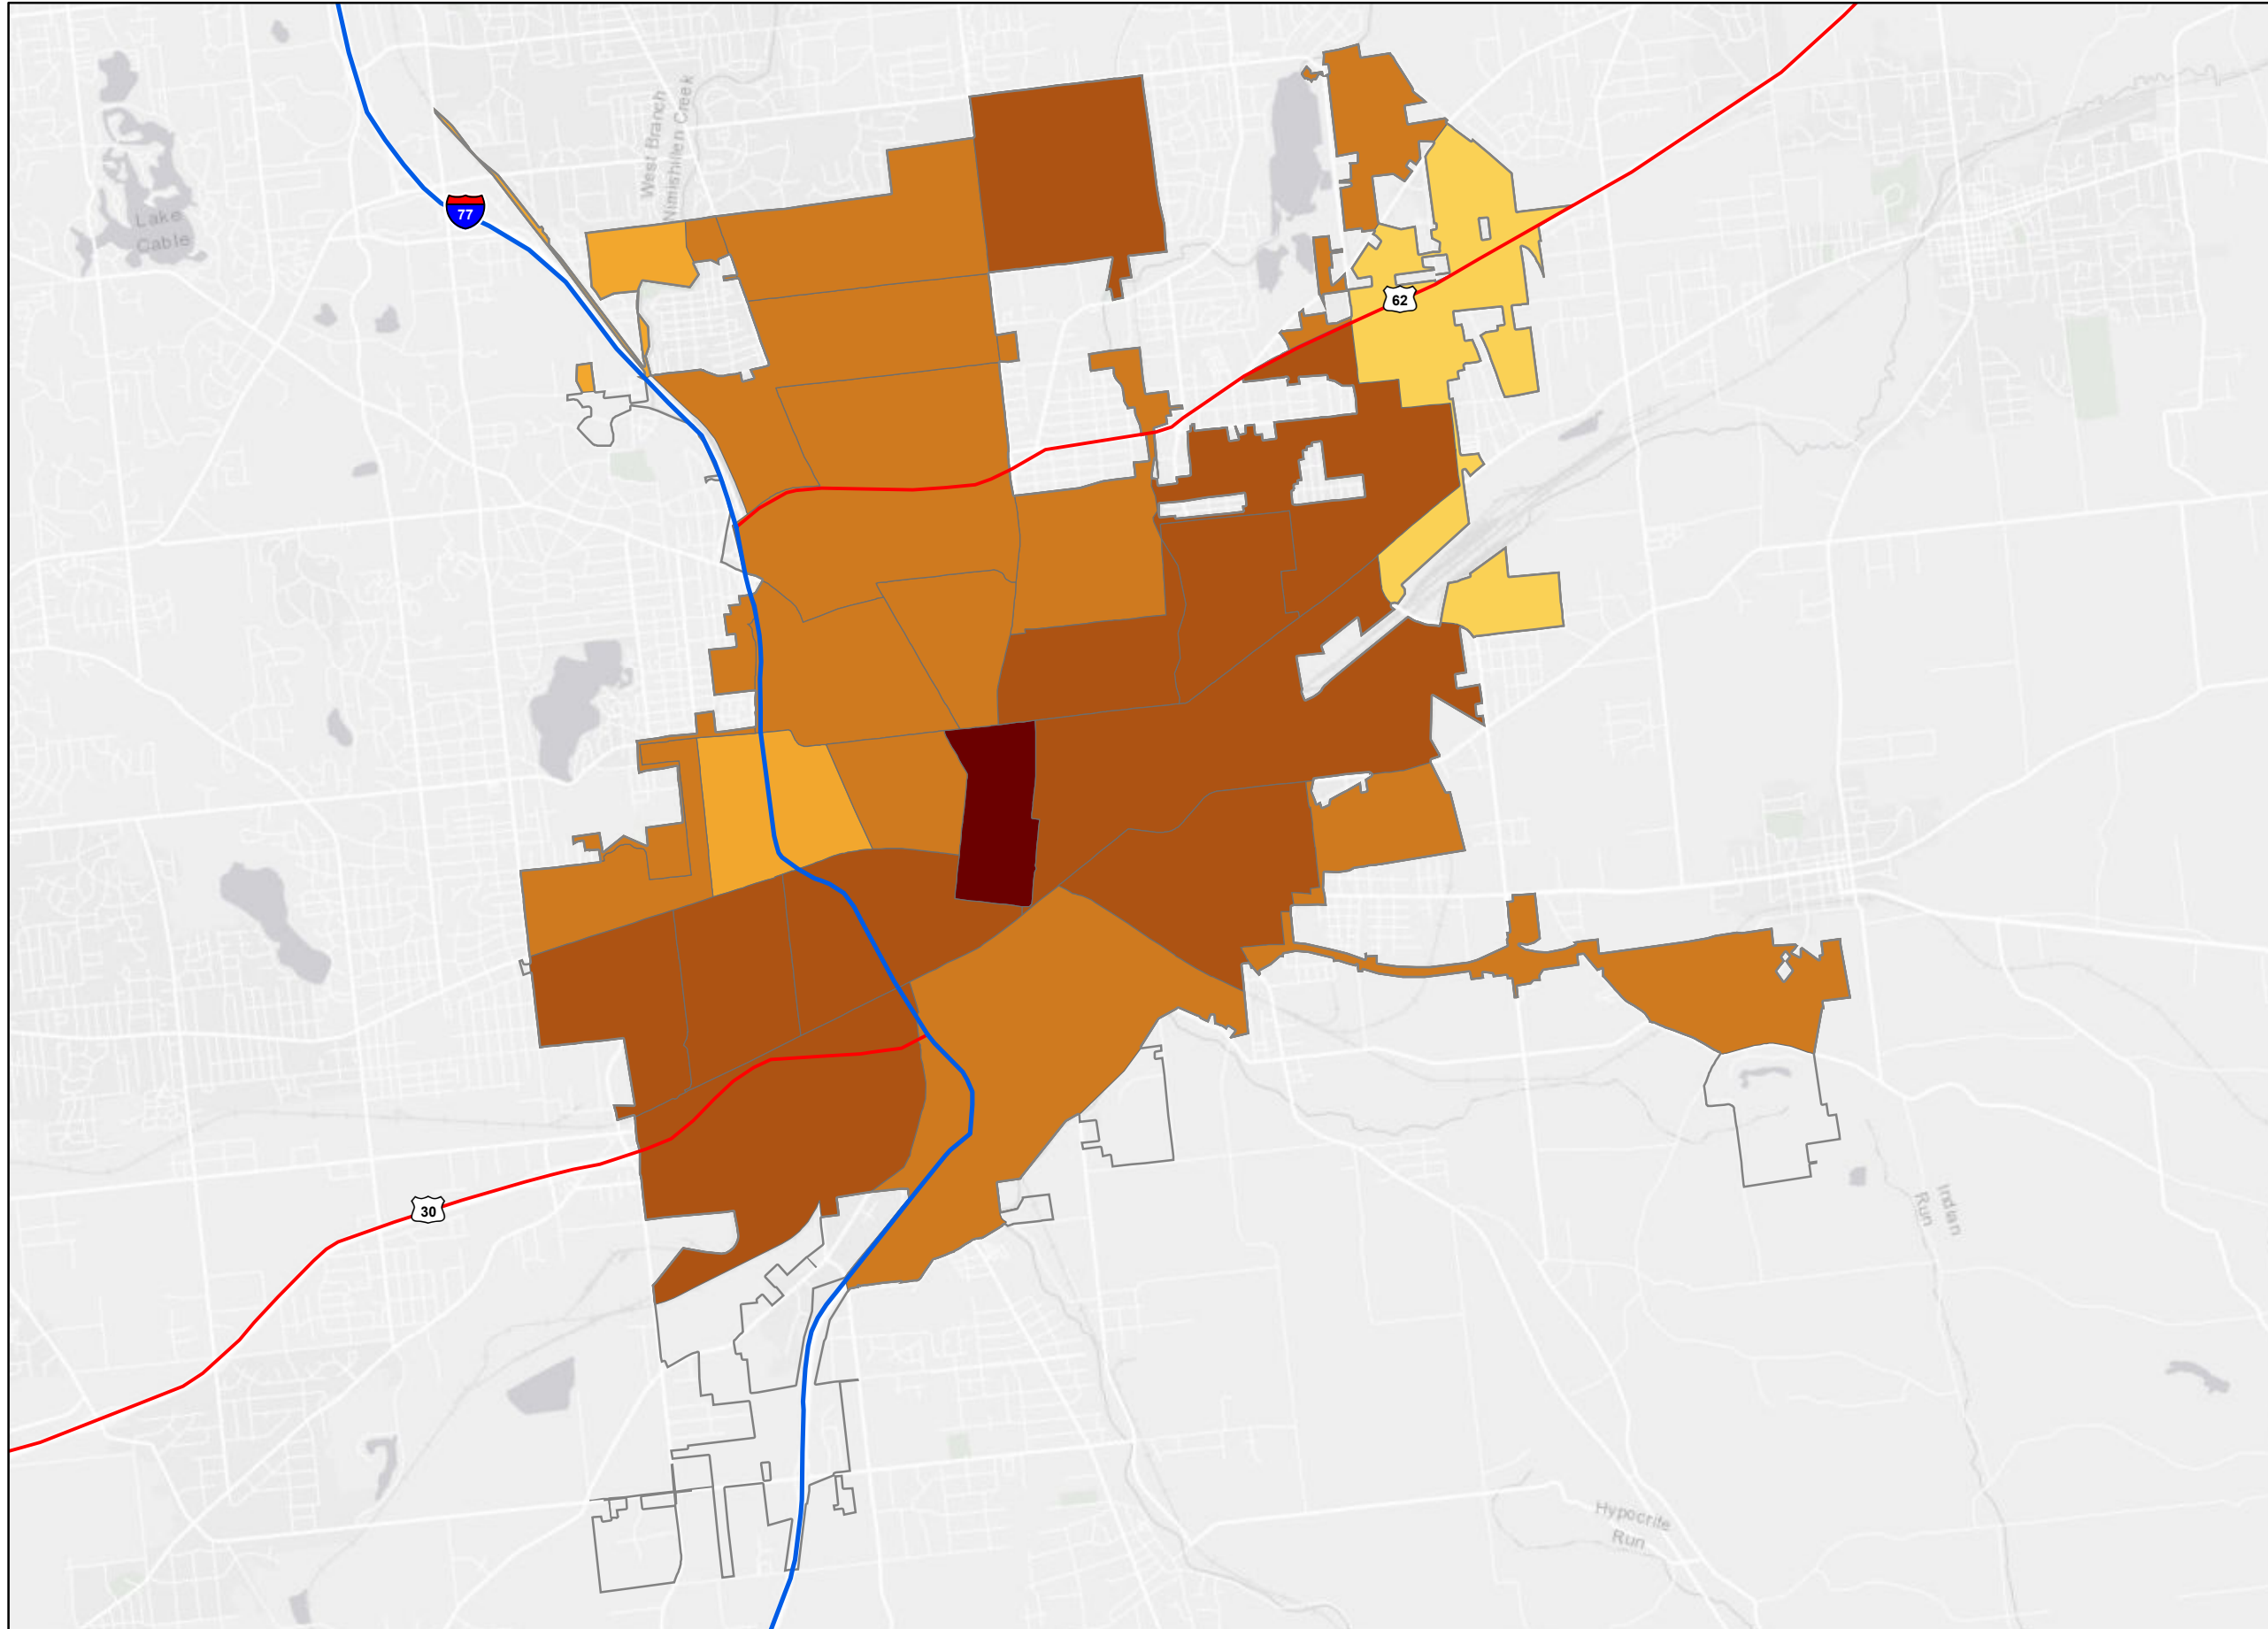 West Branch
Nimishillen Creek
77
Lake
Cable
62
30
Indian
Run
Hypocrite
Run